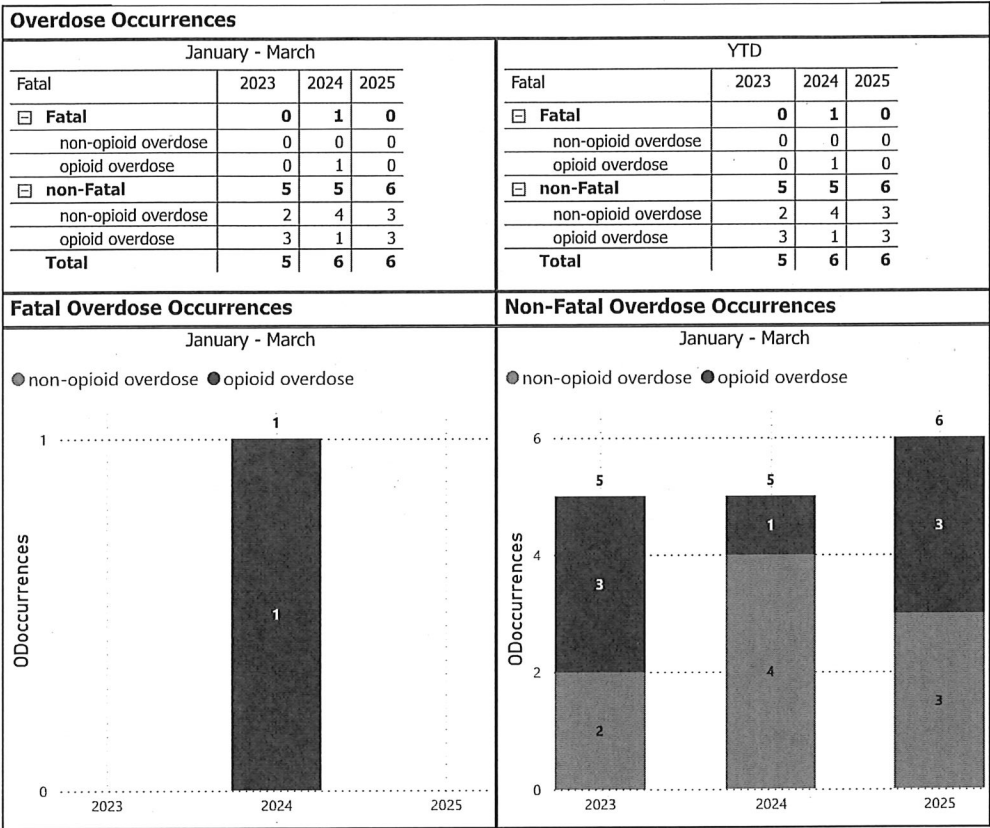 Overdose Occurrences
January - March
Fatal 2023 2024 2025
Fatal 0 1 0
non-opioid overdose 0 0 0
opioid overdose 0 1 0
non-Fatal 5 5 6
non-opioid overdose 2 4 3
opioid overdose 3 1 3
Total 5 6 6
YTD
Fatal 2023 2024 2025
Fatal 0 1 0
non-opioid overdose 0 0 0
opioid overdose 0 1 0
non-Fatal 5 5 6
non-opioid overdose 2 4 3
opioid overdose 3 1 3
Total 5 6 6
Fatal Overdose Occurrences
January - March
non-opioid overdose opioid overdose
1
1
ODoccurrences
1
0
2023 2024 2025
Non-Fatal Overdose Occurrences
January - March
non-opioid overdose opioid overdose
6
6
5 5
1 3
4
3
ODoccurrences
2 4
3
2
0
2023 2024 2025